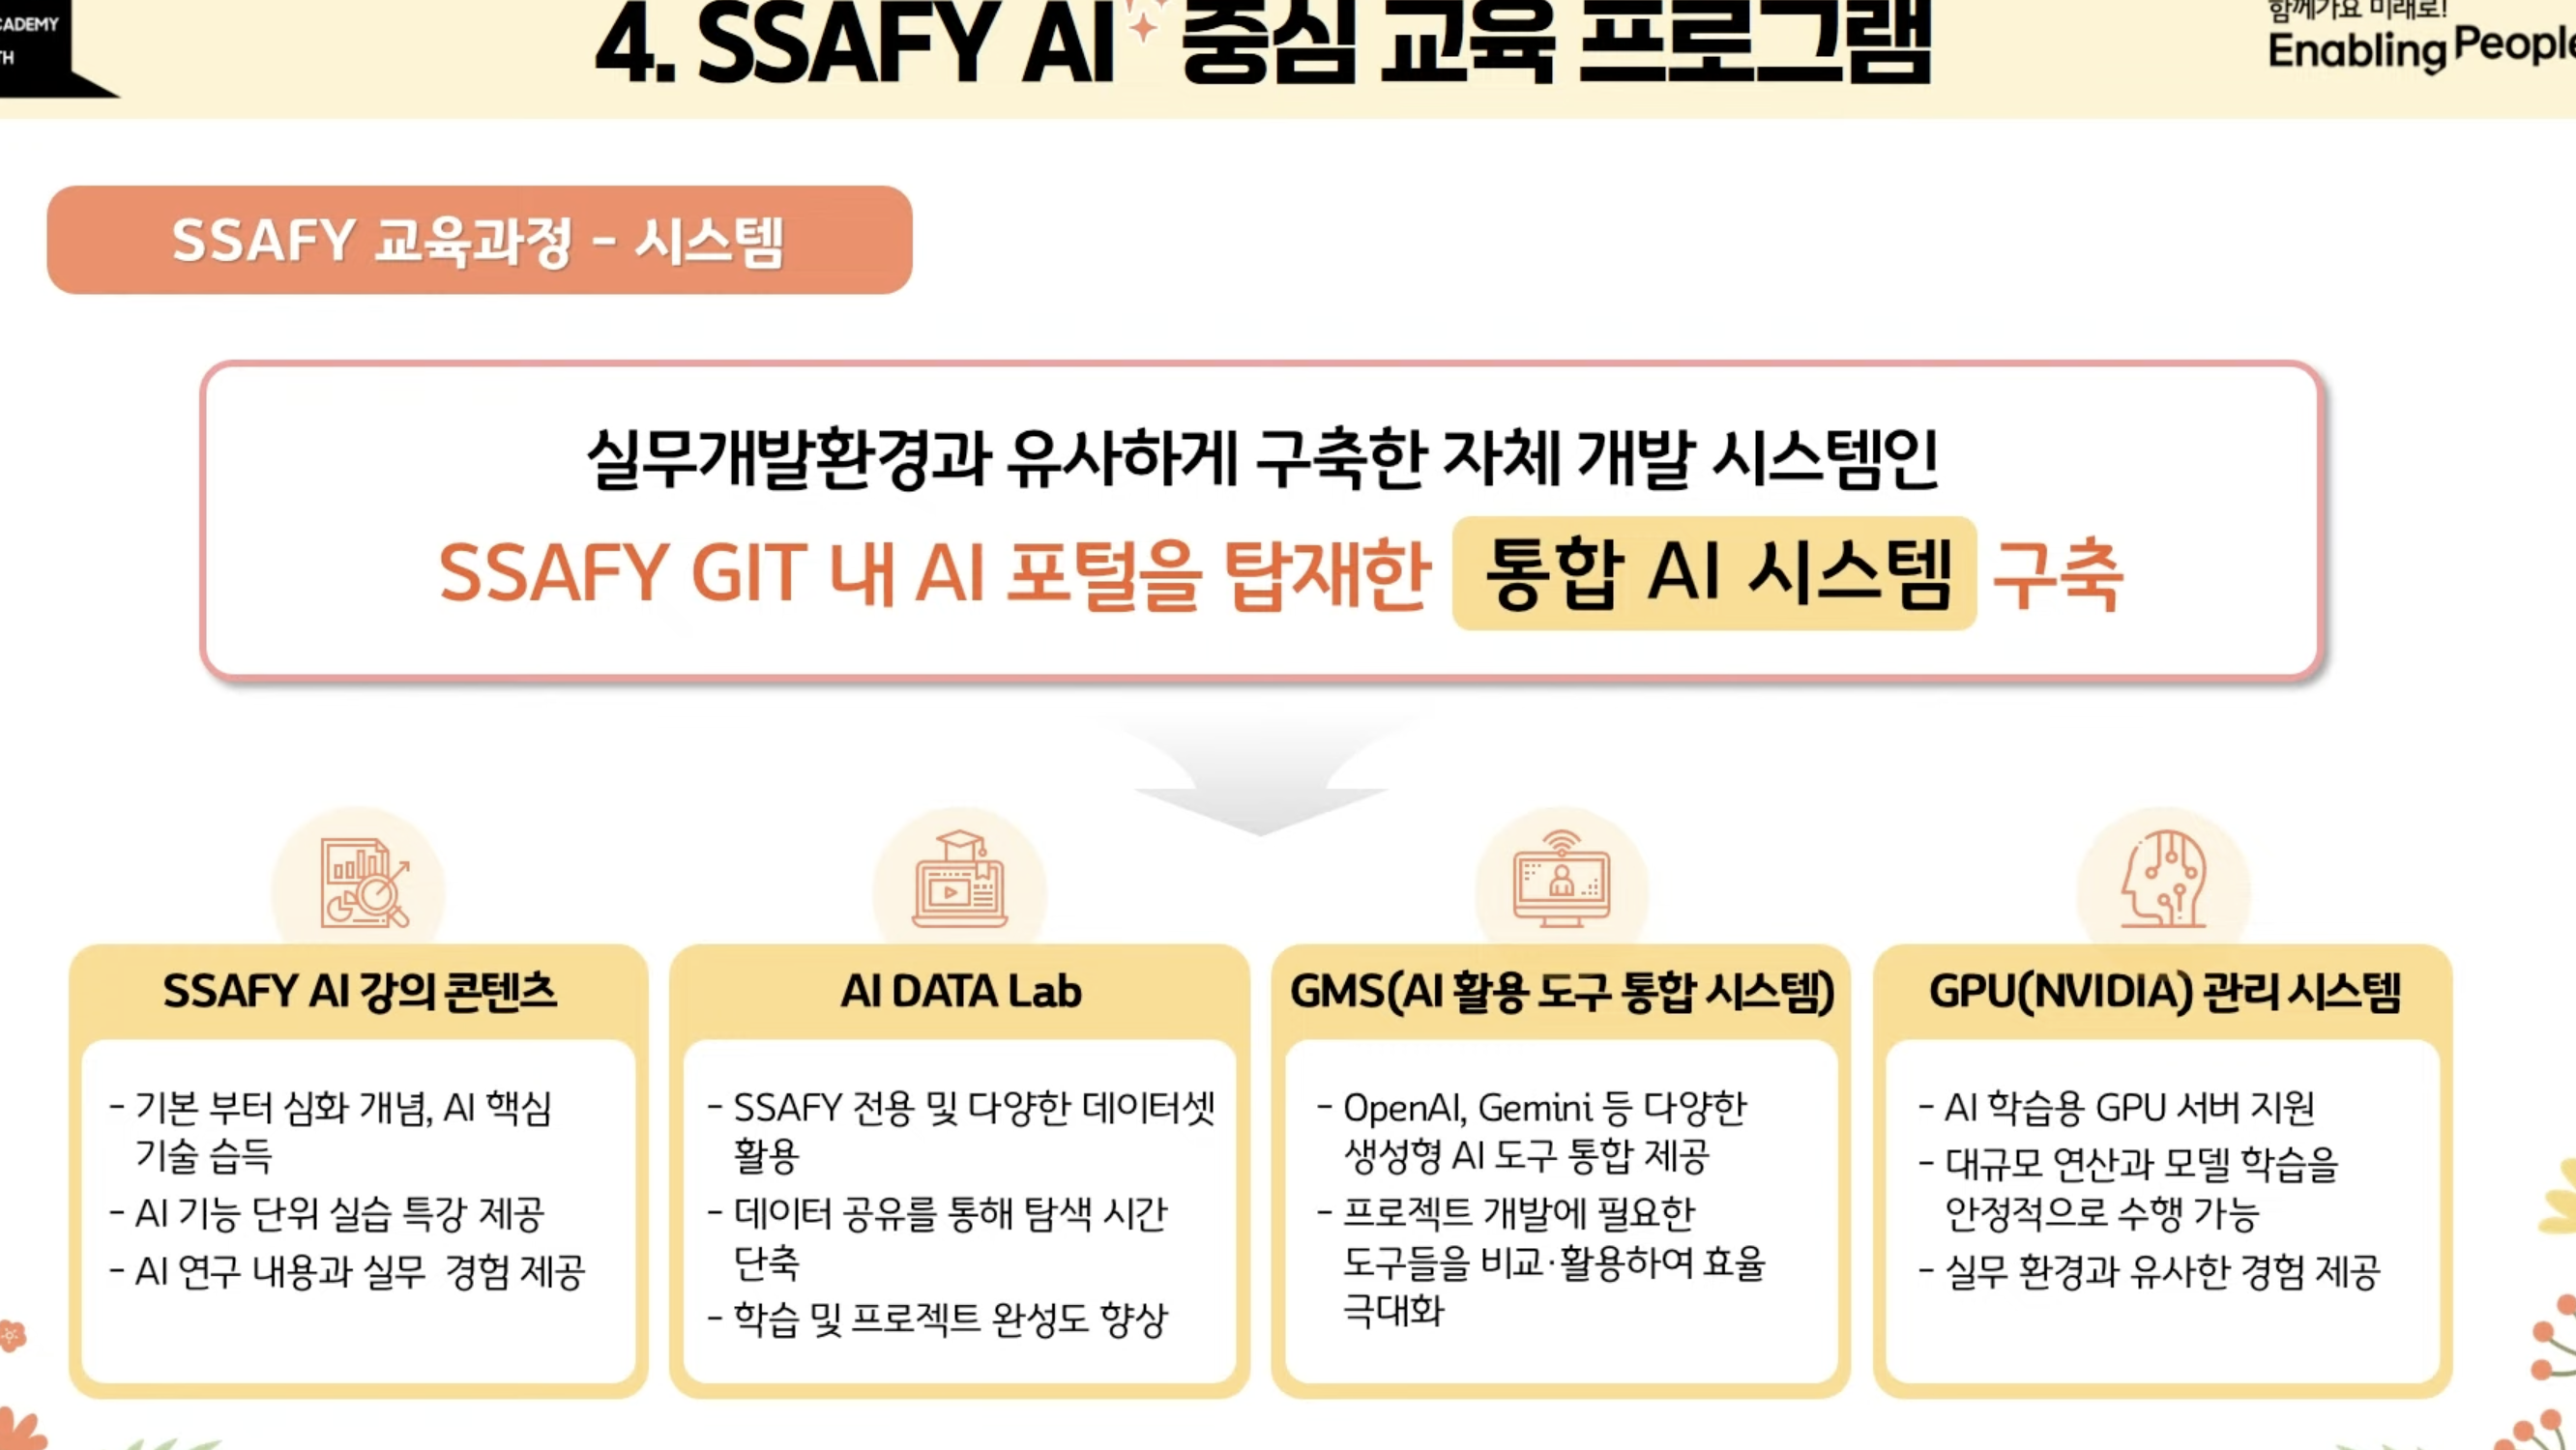 4. SSAFY AI 중심 교육 프로그램
함께가요 미래로!
Enabling People
SSAFY 교육과정 - 시스템
실무개발환경과 유사하게 구축한 자체 개발 시스템인
SSAFY GIT 내 AI 포털을 탑재한 통합 AI 시스템 구축
SSAFY AI 강의 콘텐츠
- 기본 부터 심화 개념, AI 핵심
기술 습득
- AI 기능 단위 실습 특강 제공
- AI 연구 내용과 실무 경험 제공
AI DATA Lab
- SSAFY 전용 및 다양한 데이터셋
활용
- 데이터 공유를 통해 탐색 시간
단축
- 학습 및 프로젝트 완성도 향상
GMS(AI 활용 도구 통합 시스템)
- OpenAI, Gemini 등 다양한
생성형 AI 도구 통합 제공
- 프로젝트 개발에 필요한
도구들을 비교·활용하여 효율
극대화
GPU(NVIDIA) 관리 시스템
- AI 학습용 GPU 서버 지원
- 대규모 연산과 모델 학습을
안정적으로 수행 가능
- 실무 환경과 유사한 경험 제공